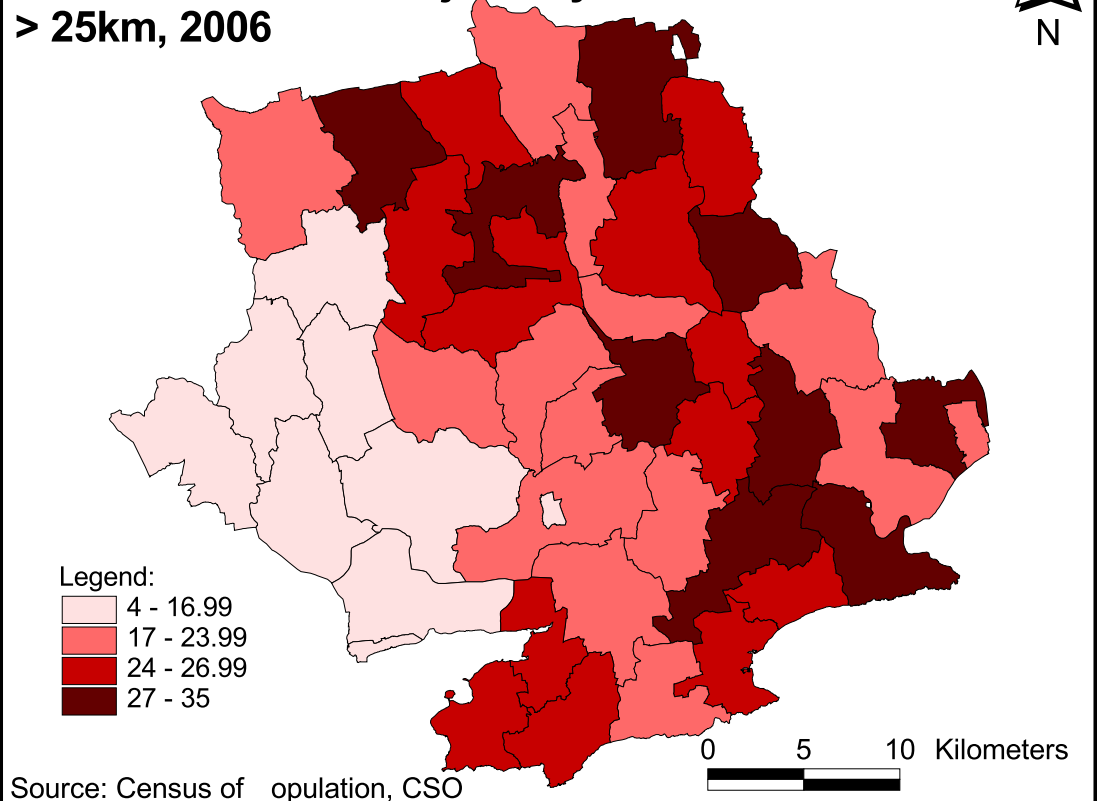 > 25km, 2006
N
Legend:
4 - 16.99
17 - 23.99
24 - 26.99
27 - 35
0 5 10 Kilometers
Source: Census of opulation, CSO